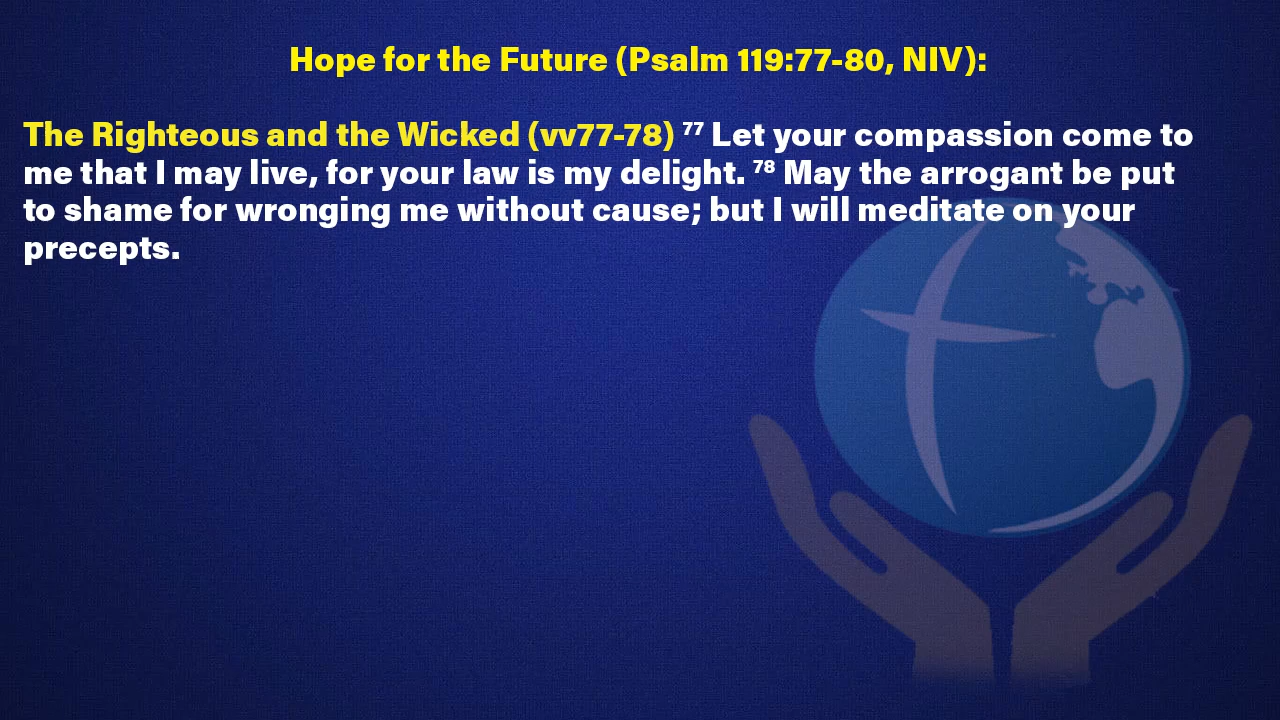 Hope for the Future (Psalm 119:77-80, NIV):
The Righteous and the Wicked (vv77-78) ⁷⁷ Let your compassion come to
me that I may live, for your law is my delight. ⁷⁸ May the arrogant be put
to shame for wronging me without cause; but I will meditate on your
precepts.